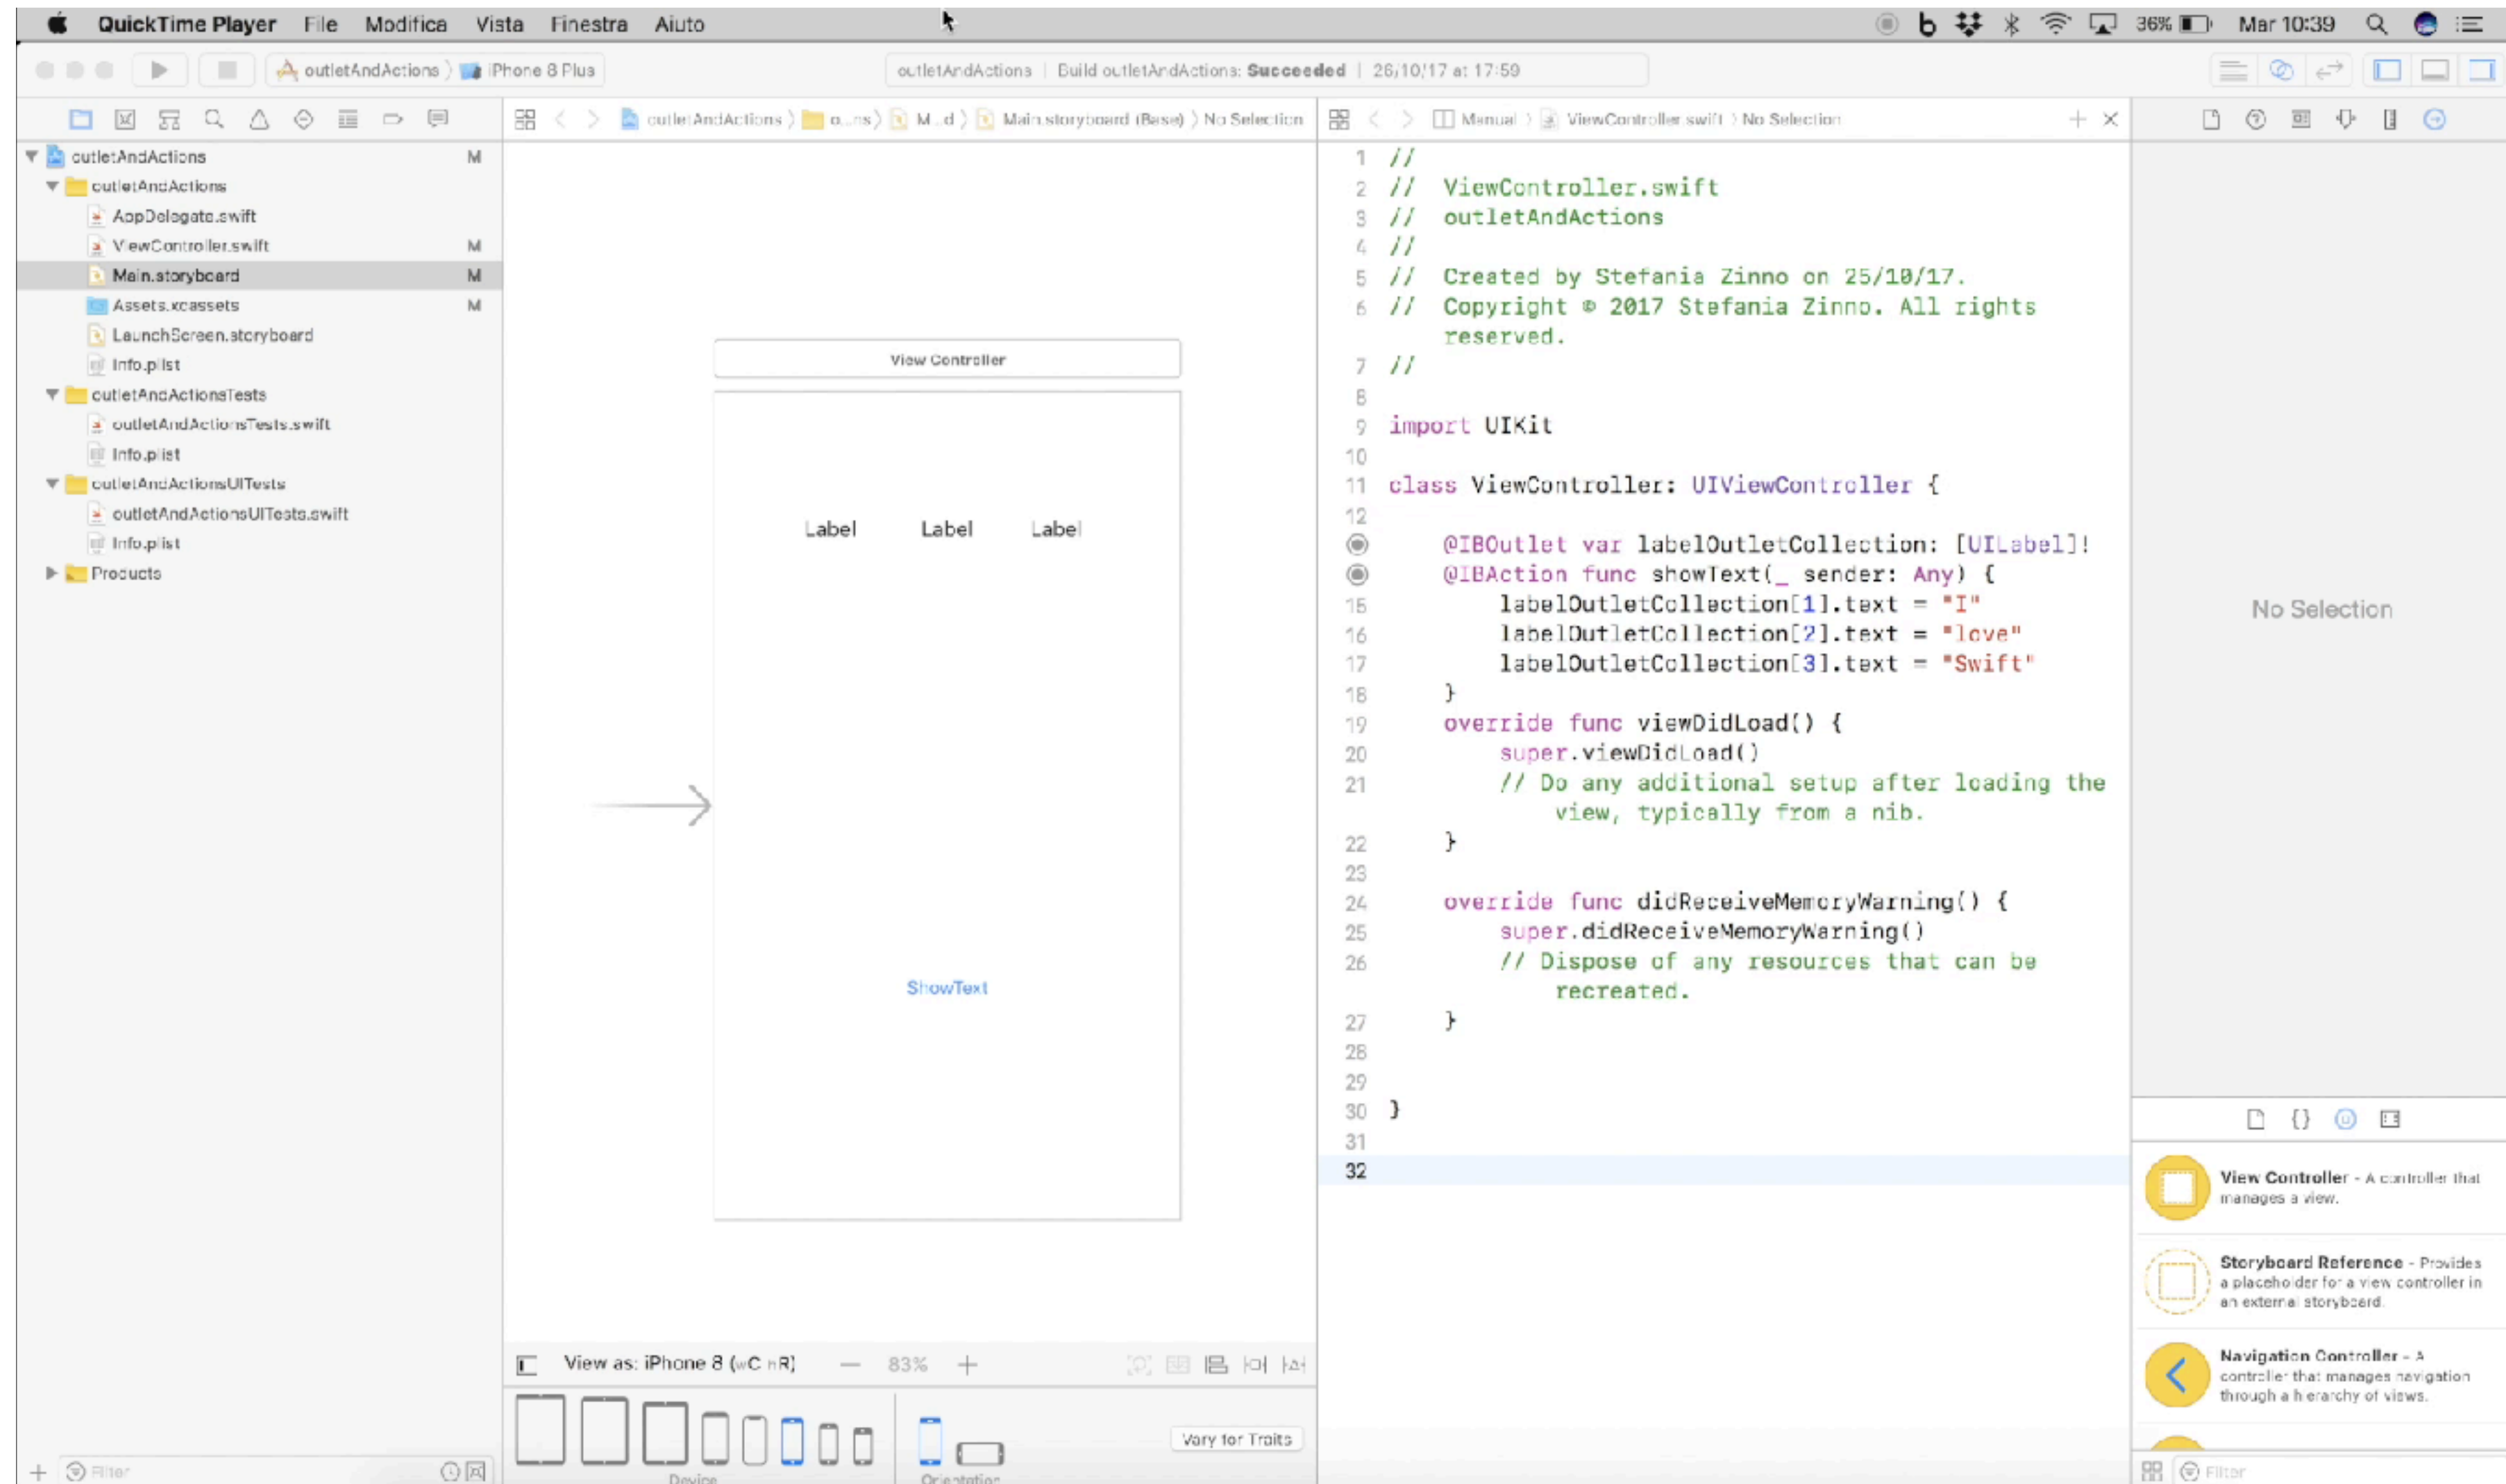 QuickTime Player File Modifica Vista Finestra Aiuto
36% Mar 10:39
outletAndActions iPhone 8 Plus
outletAndActions | Build outletAndActions: Succeeded | 26/10/17 at 17:59
outletAndActions o...ns M...d Main.storyboard (Base) No Selection
Manual ViewController.swift No Selection
outletAndActions M
outletAndActions
AppDelegate.swift
ViewController.swift M
Main.storyboard M
Assets.xcassets M
LaunchScreen.storyboard
Info.plist
outletAndActionsTests
outletAndActionsTests.swift
Info.plist
outletAndActionsUITests
outletAndActionsUITests.swift
Info.plist
Products
Filter
View Controller
Label Label Label
ShowText
View as: iPhone 8 (wC hR) — 83% +
Device
Orientation
Vary for Traits
1 //
2 // ViewController.swift
3 // outletAndActions
4 //
5 // Created by Stefania Zinno on 25/10/17.
6 // Copyright © 2017 Stefania Zinno. All rights
reserved.
7 //
8
9 import UIKit
10
11 class ViewController: UIViewController {
12
@IBOutlet var labelOutletCollection: [UILabel]!
@IBAction func showText(_ sender: Any) {
15 labelOutletCollection[1].text = "I"
16 labelOutletCollection[2].text = "love"
17 labelOutletCollection[3].text = "Swift"
18 }
19 override func viewDidLoad() {
20 super.viewDidLoad()
21 // Do any additional setup after loading the
view, typically from a nib.
22 }
23
24 override func didReceiveMemoryWarning() {
25 super.didReceiveMemoryWarning()
26 // Dispose of any resources that can be
recreated.
27 }
28
29
30 }
31
32
No Selection
{}
View Controller - A controller that
manages a view.
Storyboard Reference - Provides
a placeholder for a view controller in
an external storyboard.
Navigation Controller - A
controller that manages navigation
through a hierarchy of views.
Filter